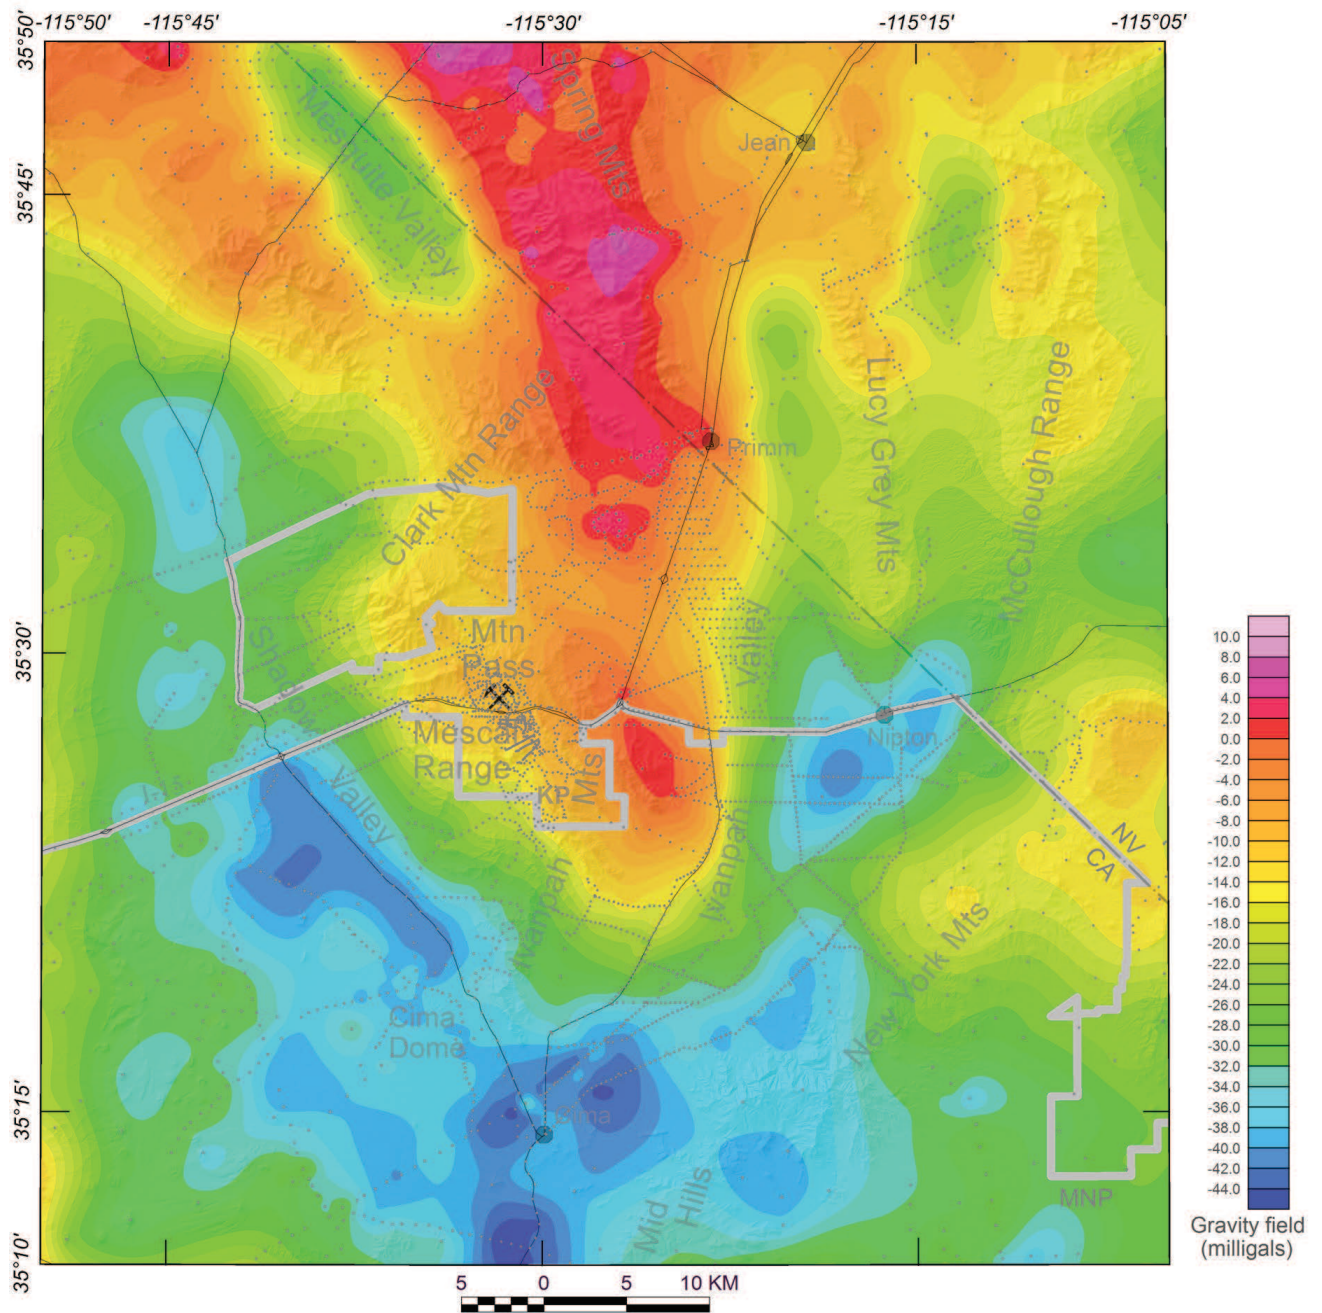 -115°50' -115°45' -115°30' -115°15' -115°05'
35°50'
35°45'
35°30'
35°15'
35°10'
Spring Mts
Mesquite Valley
Jean
Lucy Grey Mts
McCullough Range
Clark Mtn Range
Primm
Mtn
Pass
Shadow
Valley
Valley
Mescal
Range
Mts
KP
Nipton
Ivanpah
Ivanpah
NV
CA
New York Mts
Cima
Dome
Cima
Mid
Hills
MNP
10.0
8.0
6.0
4.0
2.0
0.0
-2.0
-4.0
-6.0
-8.0
-10.0
-12.0
-14.0
-16.0
-18.0
-20.0
-22.0
-24.0
-26.0
-28.0
-30.0
-32.0
-34.0
-36.0
-38.0
-40.0
-42.0
-44.0
Gravity field
(milligals)
5 0 5 10 KM